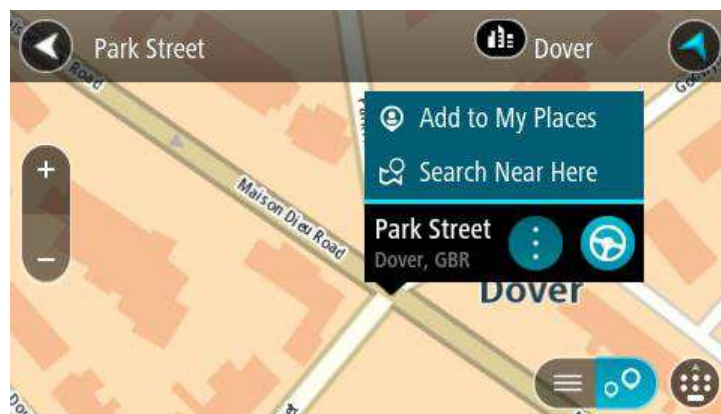 Park Street
Dover
Road
Add to My Places
Search Near Here
Maison Dieu Road
Park Street
Dover, GBR
Dover
+
−